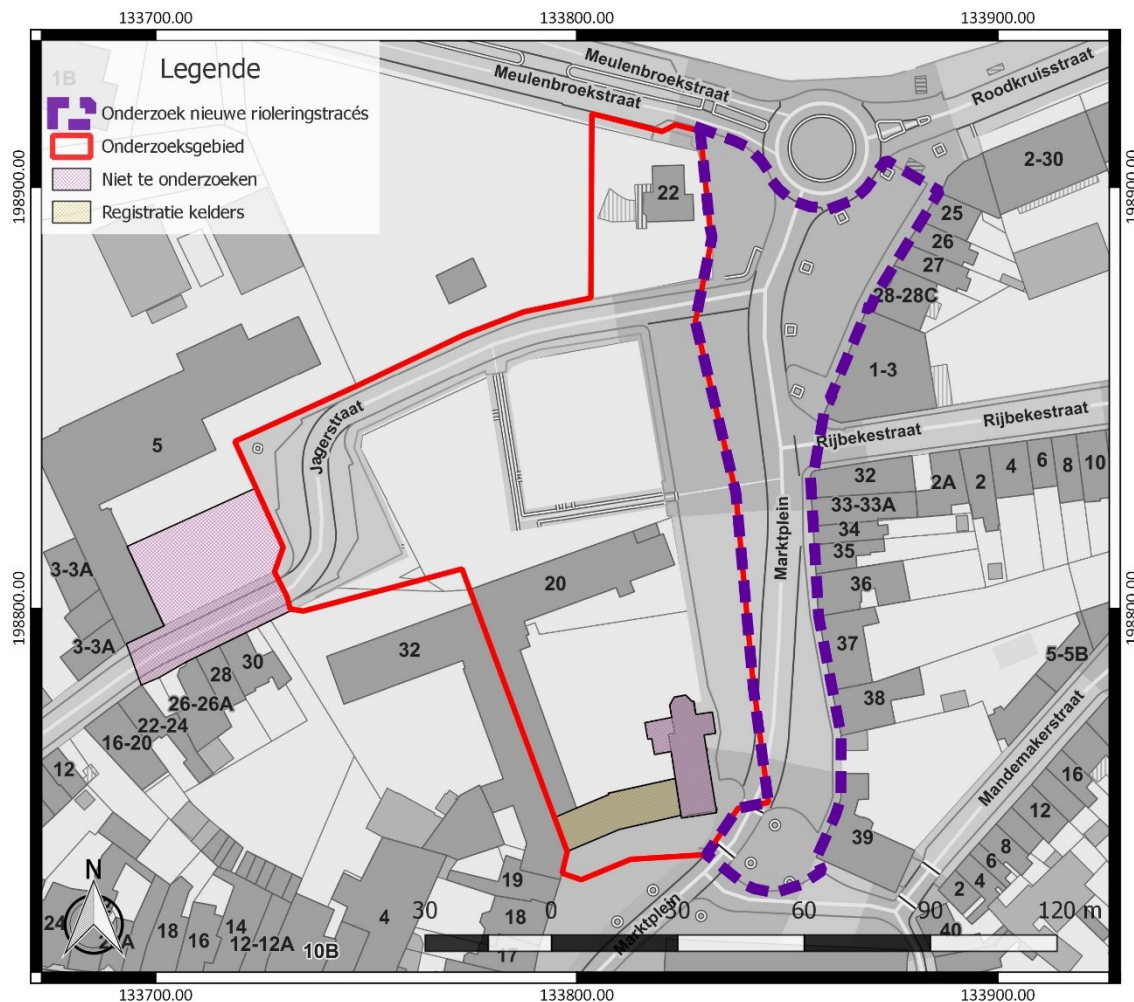 133700.00
133800.00
133900.00
Legende
Onderzoek nieuwe rioleringstracés
Onderzoeksgebied
Niet te onderzoeken
Registratie kelders
1B
Meulenbroekstraat
Meulenbroekstraat
Roodkruisstraat
198900.00
198900.00
2-30
22
25
26
27
28-28C
1-3
Rijbekestraat
Rijbekestraat
Jagerstraat
5
32
2A
2
4
6
8
10
33-33A
34
35
36
Marktplein
3-3A
3-3A
20
198800.00
198800.00
32
30
28
26-26A
22-24
16-20
12
37
38
5-5B
Mandemakerstraat
16
12
8
6
4
2
39
N
19
18
17
4
24
18
16
14
12-12A
10B
Marktplein
40
30
0
30
60
90
120 m
133700.00
133800.00
133900.00